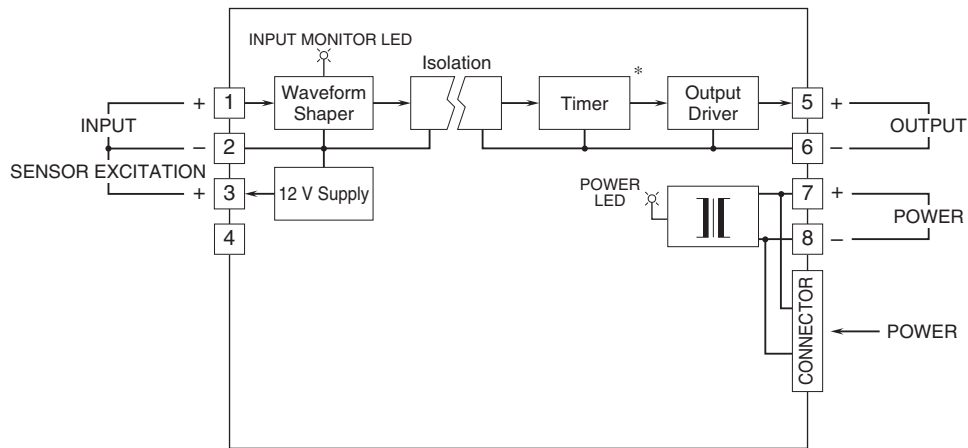 INPUT MONITOR LED
Isolation
*
Waveform
Shaper
Timer
Output
Driver
+ 1
5 +
INPUT
OUTPUT
– 2
6 –
SENSOR EXCITATION
+ 3
12 V Supply
POWER
LED
7 +
POWER
4
8 –
CONNECTOR
POWER